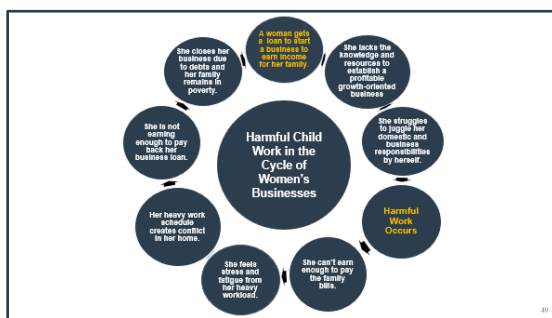 A woman gets
a loan to start
a business to
earn income
for her family.
She lacks the
knowledge and
resources to
establish a
profitable
growth-oriented
business
She struggles
to juggle her
domestic and
business
responsibilities
by herself.
Harmful
Work
Occurs
She can't earn
enough to pay
the family
bills.
She feels
stress and
fatigue from
her heavy
workload.
Her heavy work
schedule
creates conflict
in her home.
She is not
earning
enough to pay
back her
business loan.
She closes her
business due
to debts and
her family
remains in
poverty.
Harmful Child
Work in the
Cycle of
Women's
Businesses
49